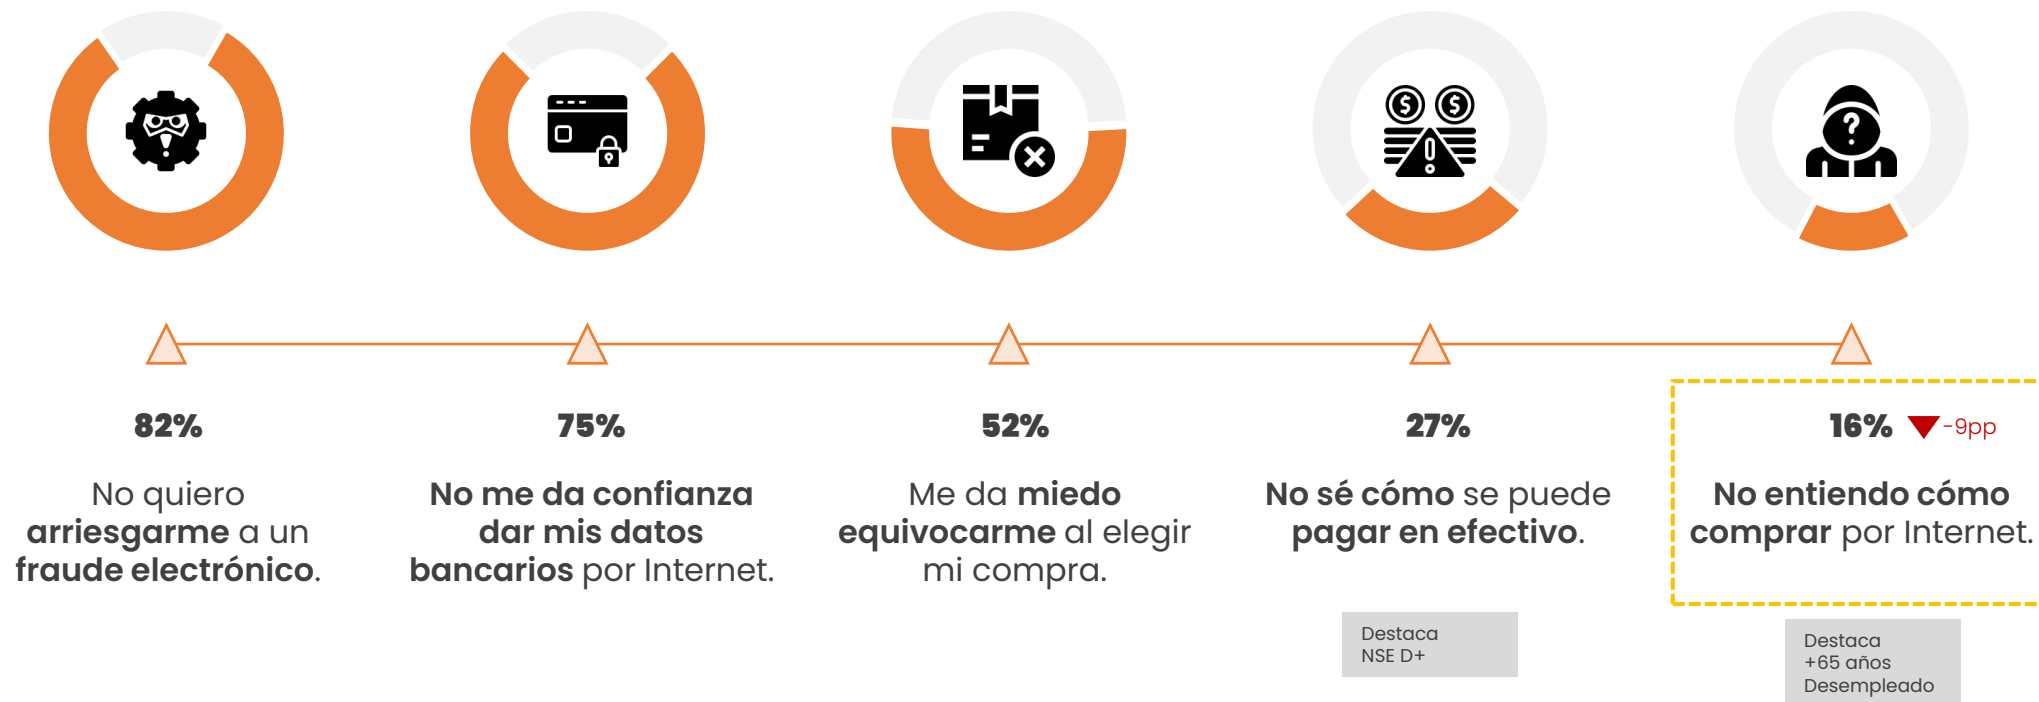 82%
No quiero
arriesgarme a un
fraude electrónico.
75%
No me da confianza
dar mis datos
bancarios por Internet.
52%
Me da miedo
equivocarme al elegir
mi compra.
27%
No sé cómo se puede
pagar en efectivo.
Destaca
NSE D+
16% -9pp
No entiendo cómo
comprar por Internet.
Destaca
+65 años
Desempleado